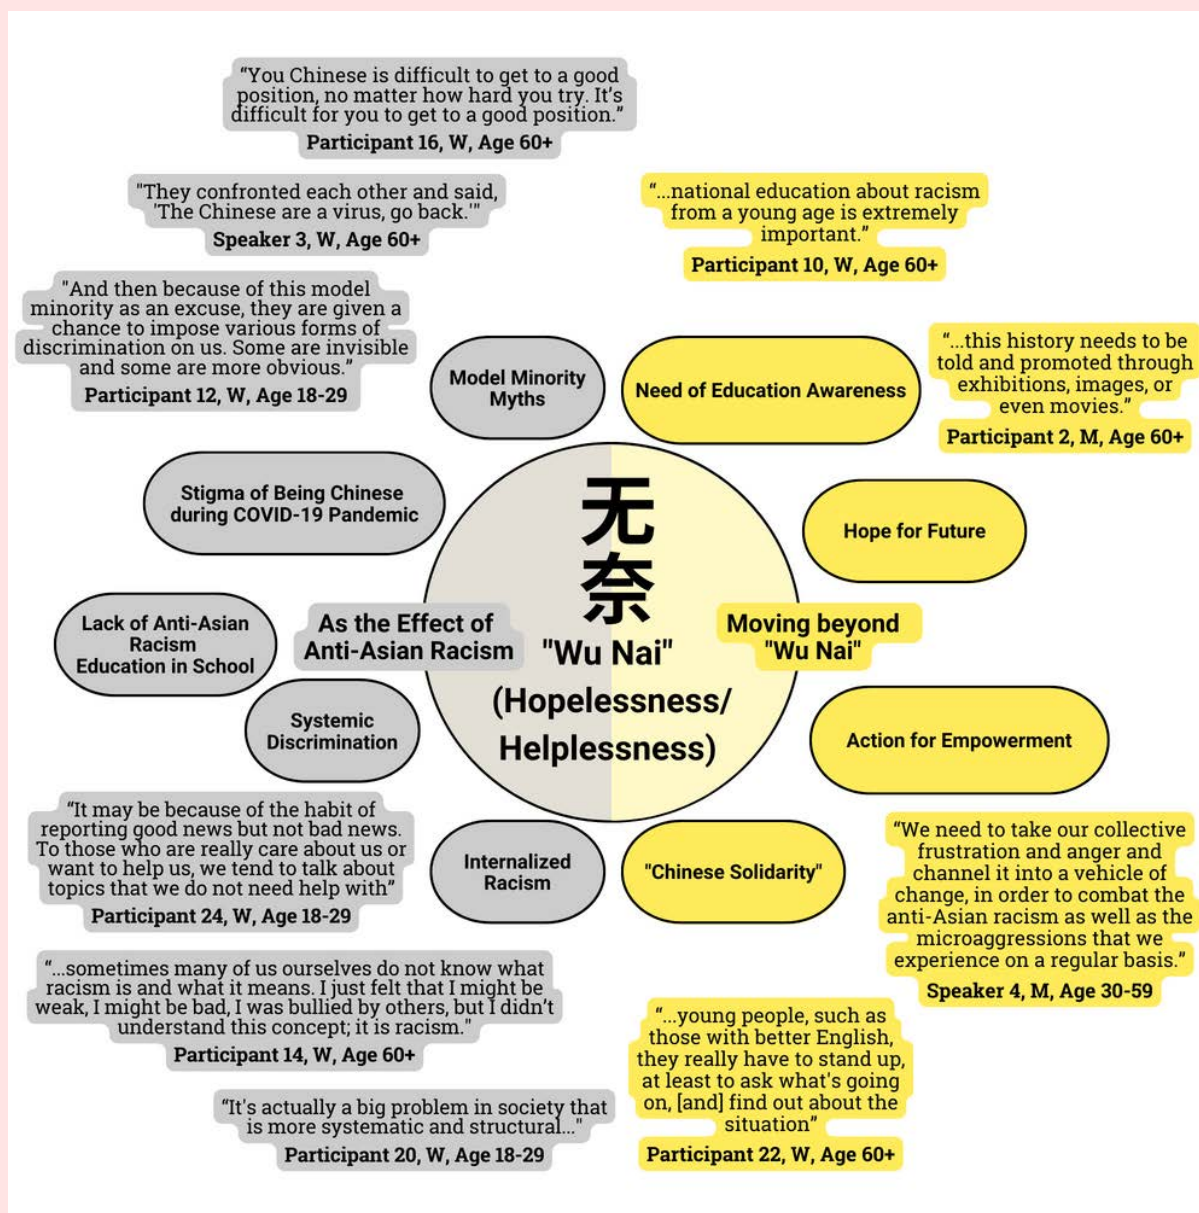 “You Chinese is difficult to get to a good
position, no matter how hard you try. It’s
difficult for you to get to a good position.”
Participant 16, W, Age 60+
"They confronted each other and said,
'The Chinese are a virus, go back.'"
Speaker 3, W, Age 60+
"And then because of this model
minority as an excuse, they are given a
chance to impose various forms of
discrimination on us. Some are invisible
and some are more obvious.”
Participant 12, W, Age 18-29
“...national education about racism
from a young age is extremely
important.”
Participant 10, W, Age 60+
“...this history needs to be
told and promoted through
exhibitions, images, or
even movies.”
Participant 2, M, Age 60+
Model Minority
Myths
Need of Education Awareness
Stigma of Being Chinese
during COVID-19 Pandemic
Hope for Future
Lack of Anti-Asian
Racism
Education in School
As the Effect of
Anti-Asian Racism
无
奈
"Wu Nai"
(Hopelessness/
Helplessness)
Moving beyond
"Wu Nai"
Systemic
Discrimination
Action for Empowerment
Internalized
Racism
"Chinese Solidarity"
“It may be because of the habit of
reporting good news but not bad news.
To those who are really care about us or
want to help us, we tend to talk about
topics that we do not need help with”
Participant 24, W, Age 18-29
“...sometimes many of us ourselves do not know what
racism is and what it means. I just felt that I might be
weak, I might be bad, I was bullied by others, but I didn’t
understand this concept; it is racism."
Participant 14, W, Age 60+
“It's actually a big problem in society that
is more systematic and structural..."
Participant 20, W, Age 18-29
“We need to take our collective
frustration and anger and
channel it into a vehicle of
change, in order to combat the
anti-Asian racism as well as the
microaggressions that we
experience on a regular basis.”
Speaker 4, M, Age 30-59
“...young people, such as
those with better English,
they really have to stand up,
at least to ask what's going
on, [and] find out about the
situation”
Participant 22, W, Age 60+